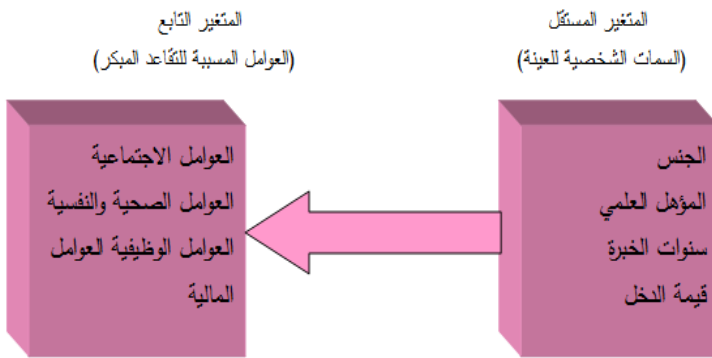 المتغير المستقل
(السمات الشخصية للعينة)
الجنس
المؤهل العلمي
سنوات الخبرة
قيمة الدخل
المتغير التابع
(العوامل المسببة للتقاعد المبكر)
العوامل الاجتماعية
العوامل الصحية والنفسية
العوامل الوظيفية العوامل
المالية